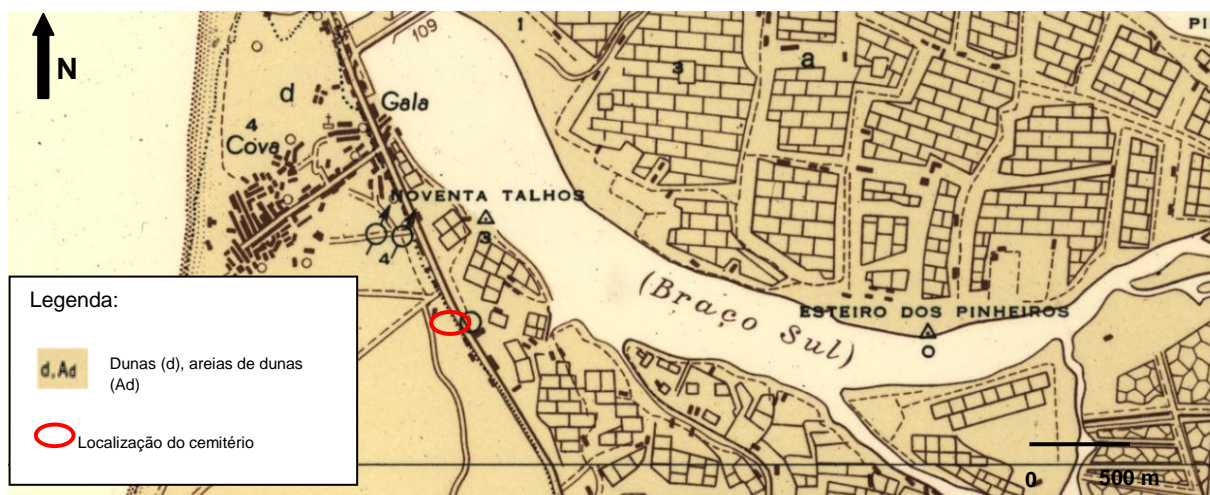 N
109
1
PI
3
a
d
Gala
4
Cova
NOVENTA TALHOS
3
4
(Braço Sul)
ESTEIRO DOS PINHEIROS
Legenda:
d, Ad
Dunas (d), areias de dunas
(Ad)
Localização do cemitério
0 500 m